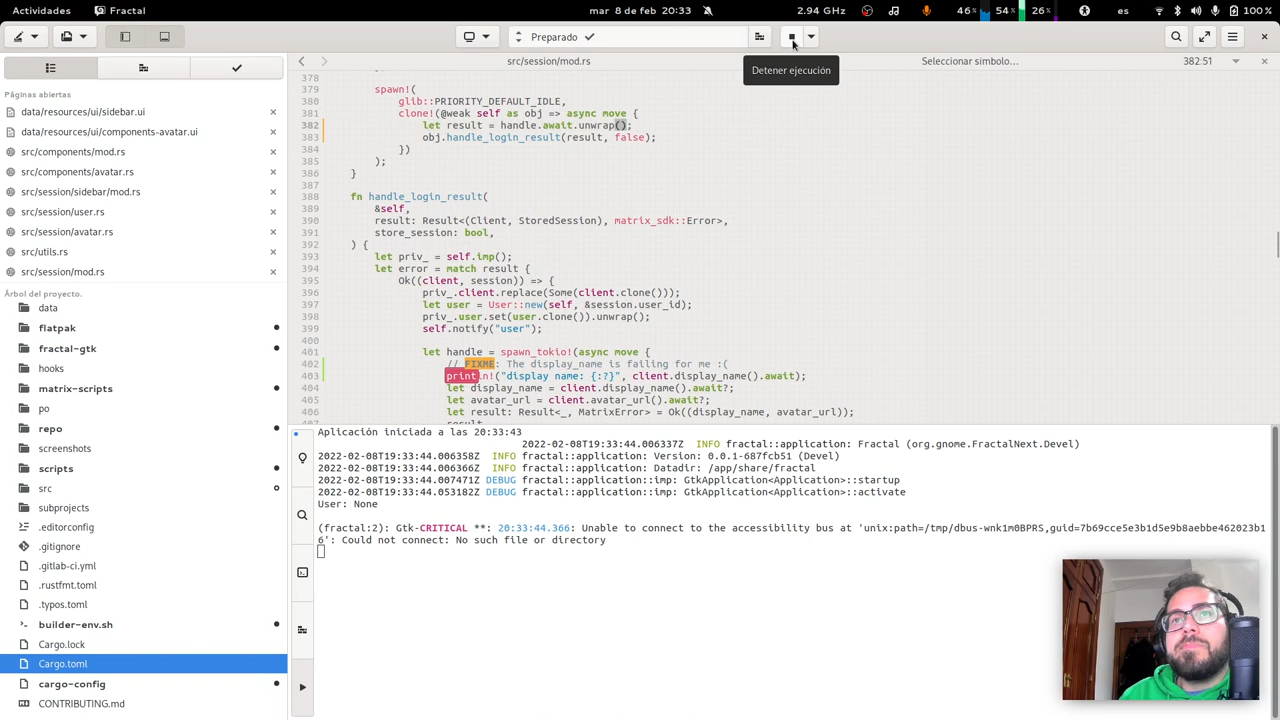 Actividades
Fractal
mar 8 de feb 20:33
2.94 GHz
46%
54%
26%
es
100 %
Preparado
src/session/mod.rs
Detener ejecución
Seleccionar símbolo…
382:51
Páginas abiertas
data/resources/ui/sidebar.ui
data/resources/ui/components-avatar.ui
src/components/mod.rs
src/components/avatar.rs
src/session/sidebar/mod.rs
src/session/user.rs
src/session/avatar.rs
src/utils.rs
src/session/mod.rs
Árbol del proyecto.
data
flatpak
fractal-gtk
hooks
matrix-scripts
po
repo
screenshots
scripts
src
subprojects
.editorconfig
.gitignore
.gitlab-ci.yml
.rustfmt.toml
.typos.toml
builder-env.sh
Cargo.lock
Cargo.toml
cargo-config
CONTRIBUTING.md
378
379 spawn!(
380 glib::PRIORITY_DEFAULT_IDLE,
381 clone!(@weak self as obj => async move {
382 let result = handle.await.unwrap();
383 obj.handle_login_result(result, false);
384 })
385 );
386 }
387
388 fn handle_login_result(
389 &self,
390 result: Result<(Client, StoredSession), matrix_sdk::Error>,
391 store_session: bool,
392 ) {
393 let priv_ = self.imp();
394 let error = match result {
395 Ok((client, session)) => {
396 priv_.client.replace(Some(client.clone()));
397 let user = User::new(self, &session.user_id);
398 priv_.user.set(user.clone()).unwrap();
399 self.notify("user");
400
401 let handle = spawn_tokio!(async move {
402 // FIXME: The display_name is failing for me :(
403 println!("display name: {:?}", client.display_name().await);
404 let display_name = client.display_name().await?;
405 let avatar_url = client.avatar_url().await?;
406 let result: Result<_, MatrixError> = Ok((display_name, avatar_url));
Aplicación iniciada a las 20:33:43
2022-02-08T19:33:44.006337Z INFO fractal::application: Fractal (org.gnome.FractalNext.Devel)
2022-02-08T19:33:44.006358Z INFO fractal::application: Version: 0.0.1-687fcb51 (Devel)
2022-02-08T19:33:44.006366Z INFO fractal::application: Datadir: /app/share/fractal
2022-02-08T19:33:44.007471Z DEBUG fractal::application::imp: GtkApplication<Application>::startup
2022-02-08T19:33:44.053182Z DEBUG fractal::application::imp: GtkApplication<Application>::activate
User: None
(fractal:2): Gtk-CRITICAL **: 20:33:44.366: Unable to connect to the accessibility bus at 'unix:path=/tmp/dbus-wnk1m0BPRS,guid=7b69cce5e3b1d5e9b8aebbe462023b1
6': Could not connect: No such file or directory